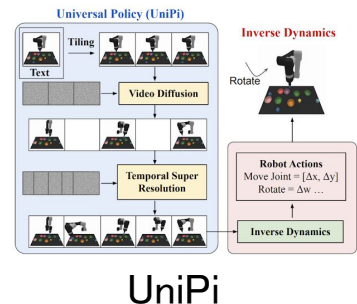 Universal Policy (UniPi)
Text
Tiling
Video Diffusion
Temporal Super
Resolution
Inverse Dynamics
Rotate
Robot Actions
Move Joint = [Δx, Δy]
Rotate = Δw ...
Inverse Dynamics
UniPi